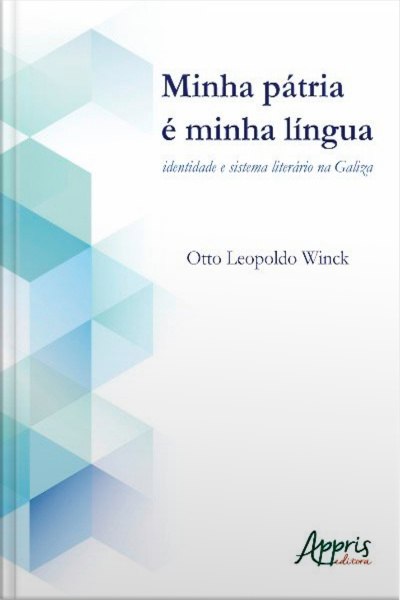 Minha pátria
é minha língua
identidade e sistema literário na Galiza
Otto Leopoldo Winck
Appris
editora